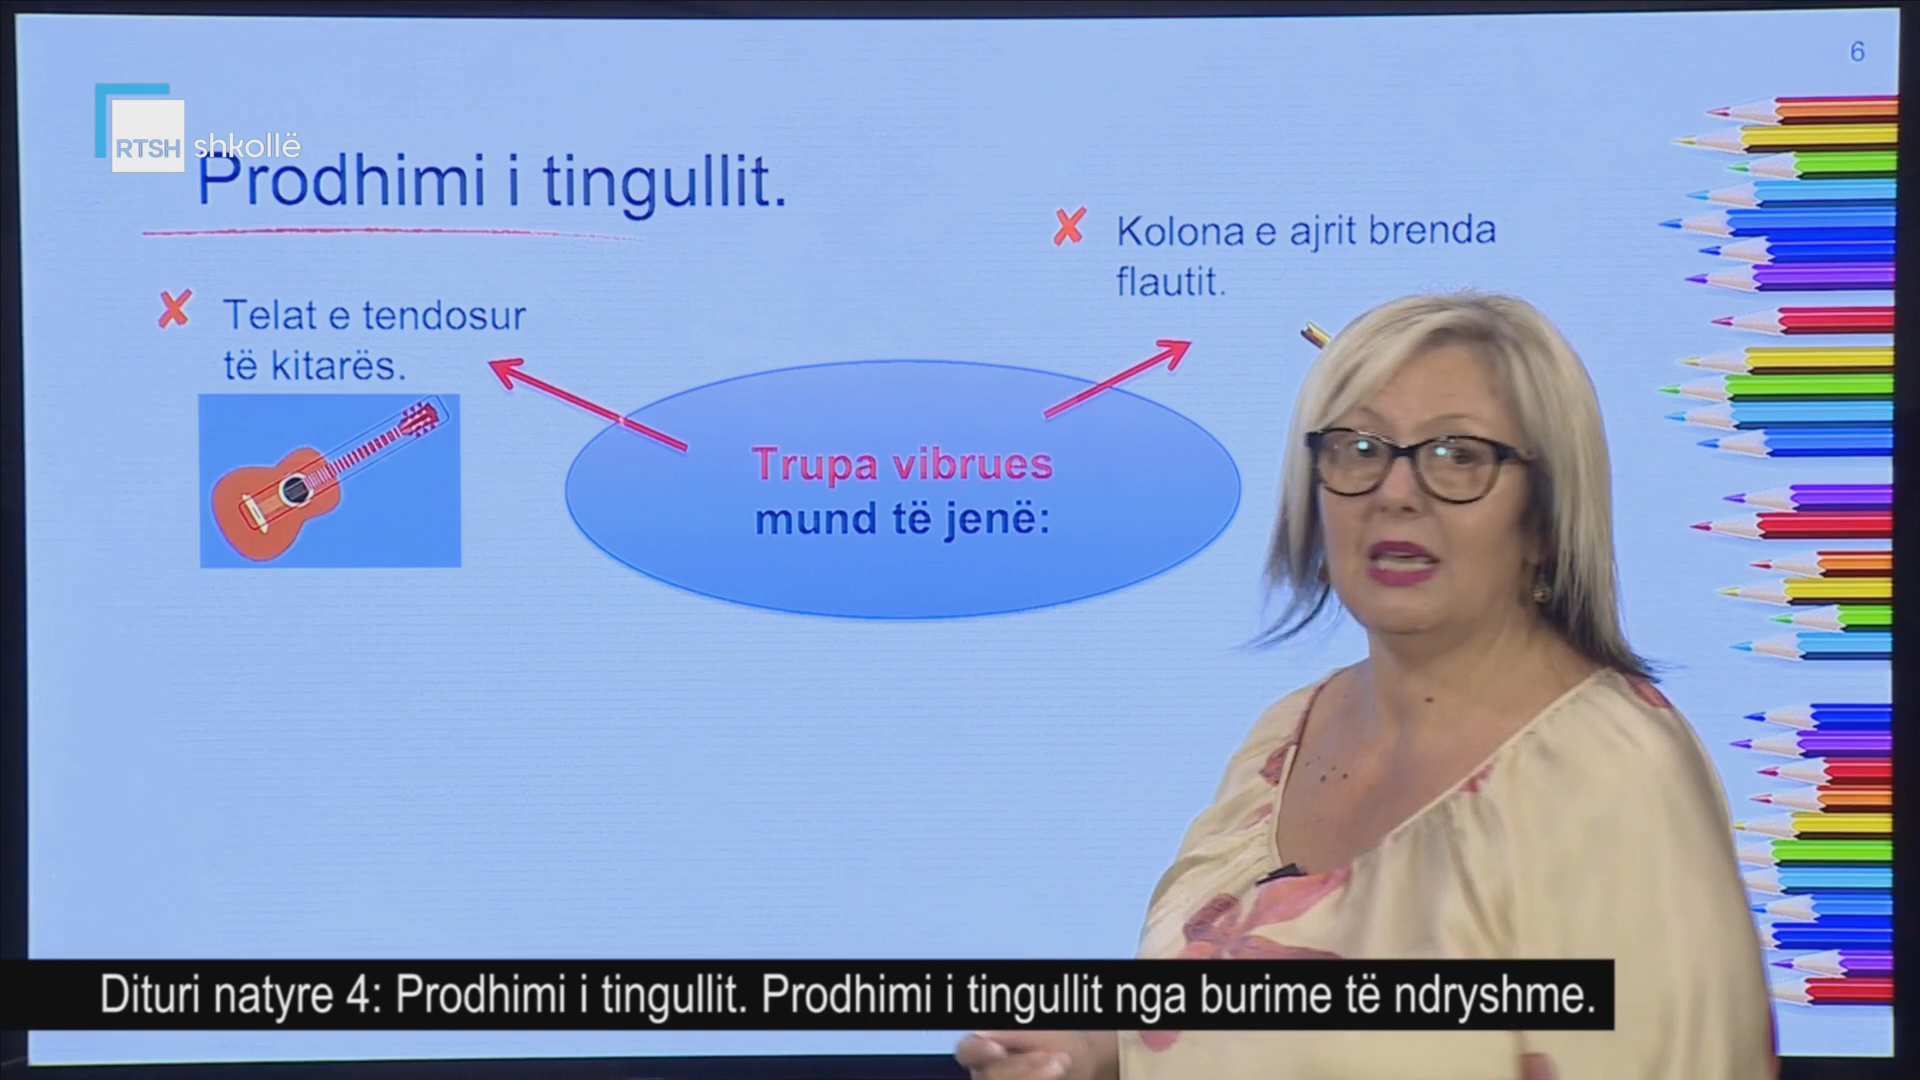 6
RTSH shkollë
Prodhimi i tingullit.
✘ Telat e tendosur
të kitarës.
✘ Kolona e ajrit brenda
flautit.
Trupa vibrues
mund të jenë:
Dituri natyre 4: Prodhimi i tingullit. Prodhimi i tingullit nga burime të ndryshme.